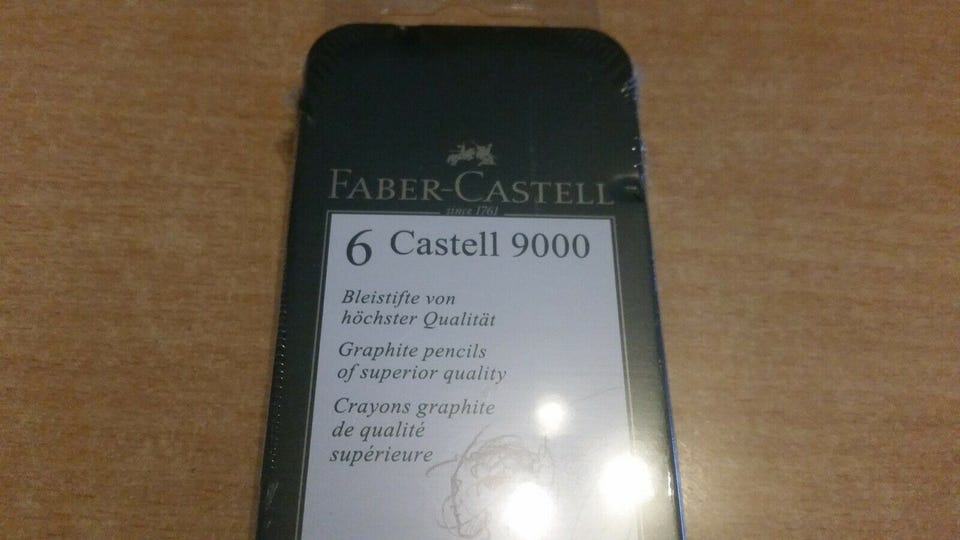 FABER-CASTELL
since 1761
6 Castell 9000
Bleistifte von
höchster Qualität
Graphite pencils
of superior quality
Crayons graphite
de qualité
supérieure